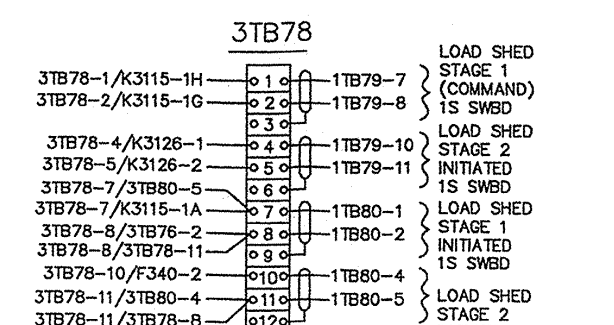 3TB78
3TB78-1/K3115-1H 1 1TB79-7
3TB78-2/K3115-1G 2 1TB79-8
3
LOAD SHED
STAGE 1
(COMMAND)
1S SWBD
3TB78-4/K3126-1 4 1TB79-10
3TB78-5/K3126-2 5 1TB79-11
6
LOAD SHED
STAGE 2
INITIATED
1S SWBD
3TB78-7/3TB80-5
3TB78-7/K3115-1A 7 1TB80-1
3TB78-8/3TB76-2 8 1TB80-2
3TB78-8/3TB78-11
9
LOAD SHED
STAGE 1
INITIATED
1S SWBD
3TB78-10/F340-2 10 1TB80-4
3TB78-11/3TB80-4 11 1TB80-5
3TB78-11/3TB78-8 12
LOAD SHED
STAGE 2